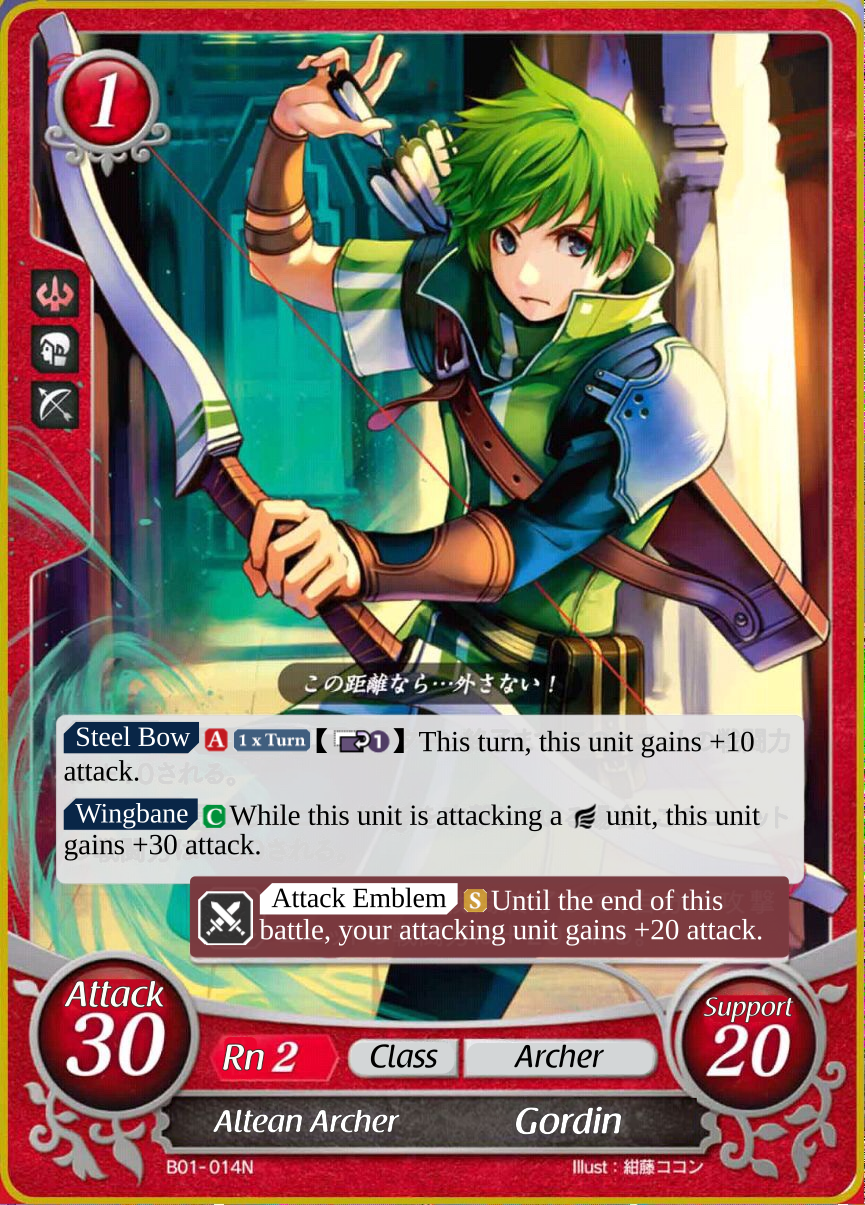 1
この距離なら…外さない！
Steel Bow A 1 x Turn 【 1 】 This turn, this unit gains +10
attack.
Wingbane C While this unit is attacking a unit, this unit
gains +30 attack.
Attack Emblem S Until the end of this
battle, your attacking unit gains +20 attack.
Attack
30
Rn 2 Class Archer
Support
20
Altean Archer Gordin
B01-014N Illust：紺藤ココン